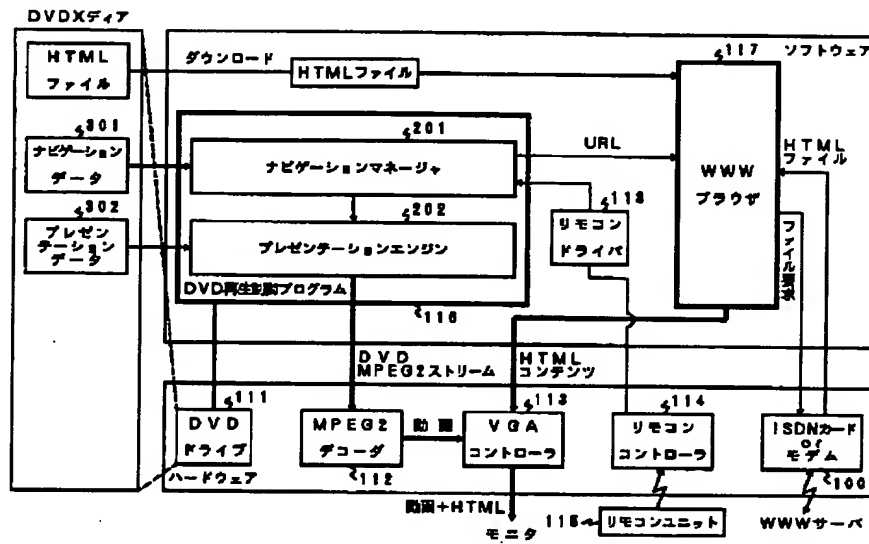 DVDメディア
HTML
ファイル
301
ナビゲーション
データ
302
プレゼン
テーション
データ
ダウンロード
HTMLファイル
117
ソフトウェア
201
ナビゲーションマネージャ
URL
WWW
ブラウザ
HTML
ファイル
118
リモコン
ドライバ
202
プレゼンテーションエンジン
ファイル要求
DVD再生制御プログラム
116
DVD
MPEG2ストリーム
HTML
コンテンツ
111
DVD
ドライブ
ハードウェア
MPEG2
デコーダ
112
動画
113
VGA
コントローラ
114
リモコン
コントローラ
ISDNカード
or
モデム
100
動画+HTML
モニタ
115
リモコンユニット
WWWサーバ